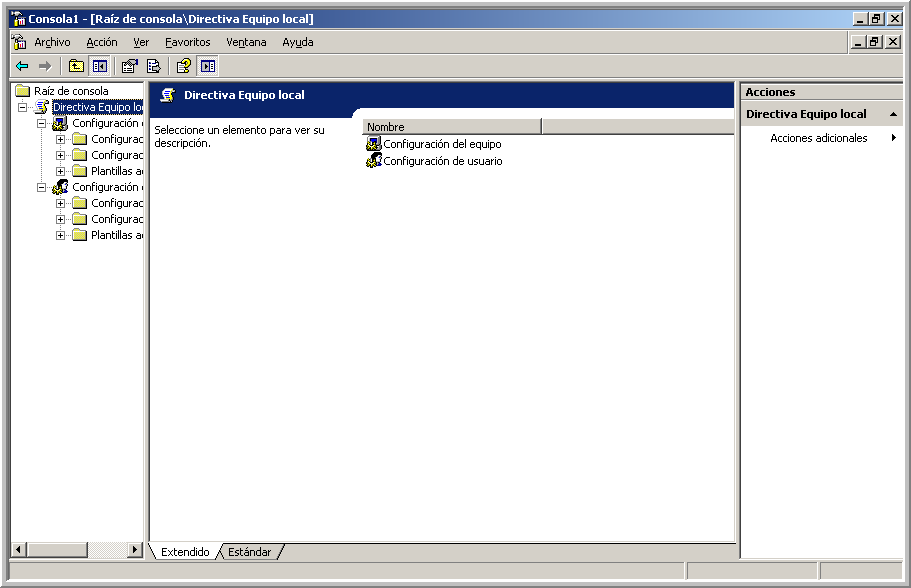 Consola1 - [Raíz de consola\Directiva Equipo local]
Archivo Acción Ver Favoritos Ventana Ayuda
Raíz de consola
Directiva Equipo lo
Configuración
Configurac
Configurac
Plantillas a
Configuración
Configurac
Configurac
Plantillas a
Directiva Equipo local
Seleccione un elemento para ver su
descripción.
Nombre
Configuración del equipo
Configuración de usuario
Extendido Estándar
Acciones
Directiva Equipo local
Acciones adicionales